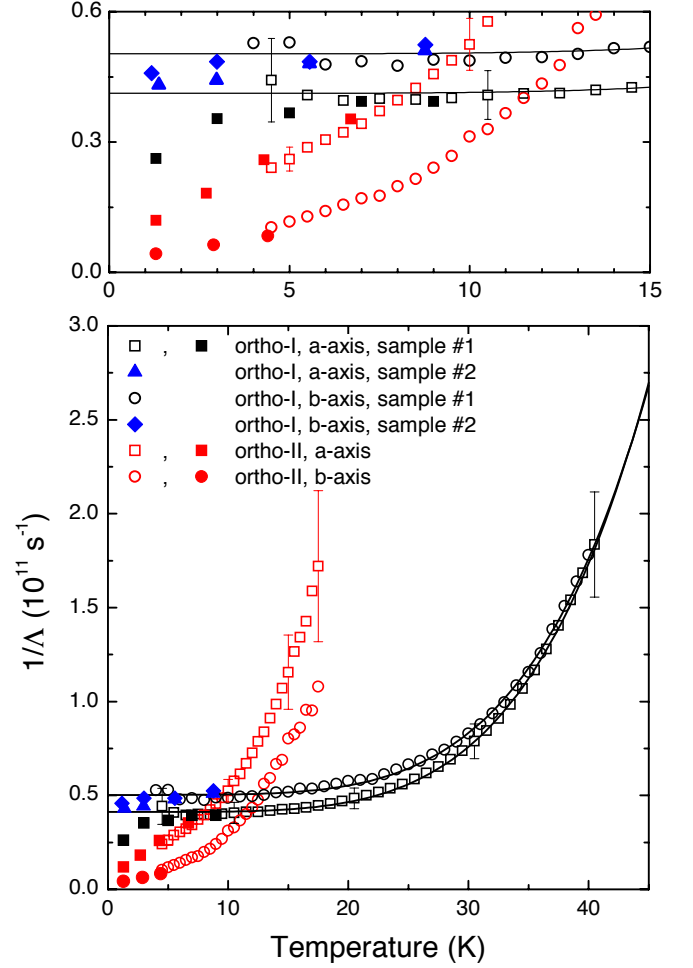 0.6
0.3
0.0
0 5 10 15
3.0
ortho-I, a-axis, sample #1
ortho-I, a-axis, sample #2
ortho-I, b-axis, sample #1
ortho-I, b-axis, sample #2
ortho-II, a-axis
ortho-II, b-axis
2.5
2.0
1.5
1.0
0.5
0.0
1/Λ (10¹¹ s⁻¹)
0 10 20 30 40
Temperature (K)